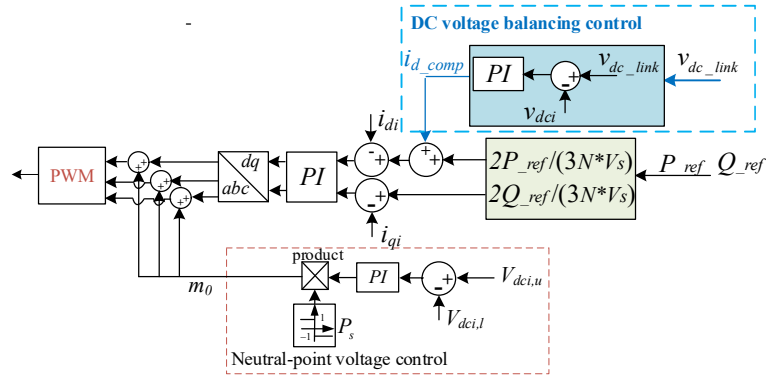 -
DC voltage balancing control
i_d_comp
PI
-
+
v_dc_link
v_dc_link
v_dci
i_di
-
+
+
2P_ref/(3N*Vs)
2Q_ref/(3N*Vs)
P_ref Q_ref
PWM
+
+
+
+
+
+
dq
abc
PI
-
+
i_qi
m_0
product
PI
-
V_dci,u
V_dci,l
1
-1
P_s
Neutral-point voltage control